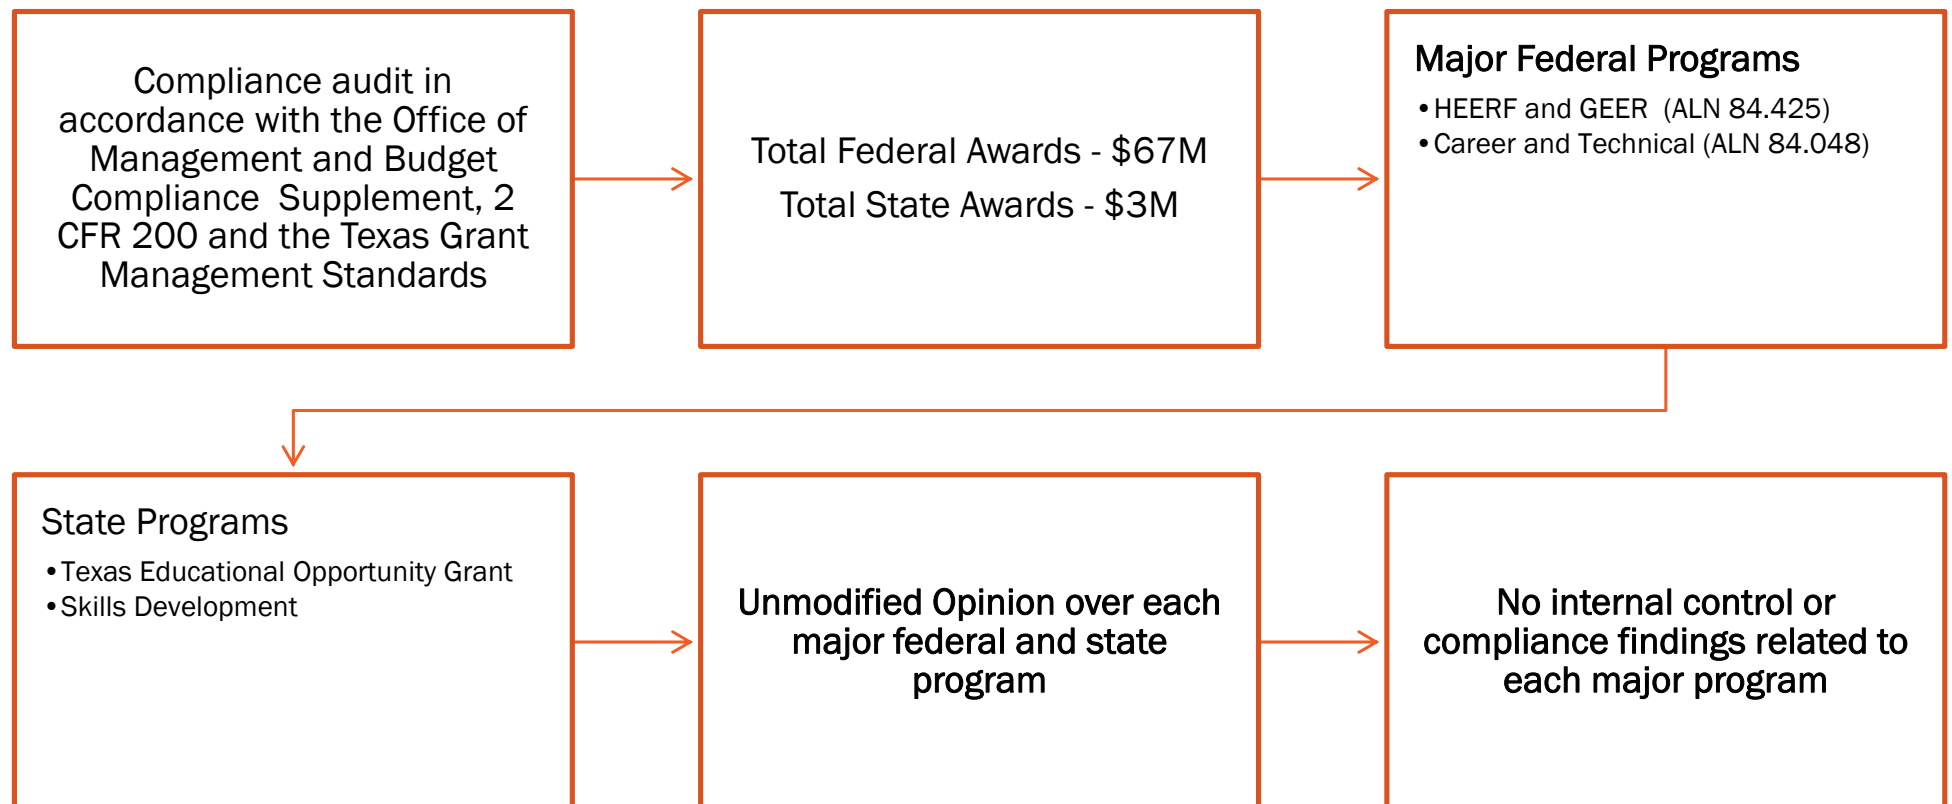 Compliance audit in
accordance with the Office of
Management and Budget
Compliance  Supplement, 2
CFR 200 and the Texas Grant
Management Standards
Total Federal Awards - $67M
Total State Awards - $3M
Major Federal Programs
•HEERF and GEER  (ALN 84.425)
•Career and Technical (ALN 84.048)
State Programs
•Texas Educational Opportunity Grant
•Skills Development
Unmodified Opinion over each
major federal and state
program
No internal control or
compliance findings related to
each major program